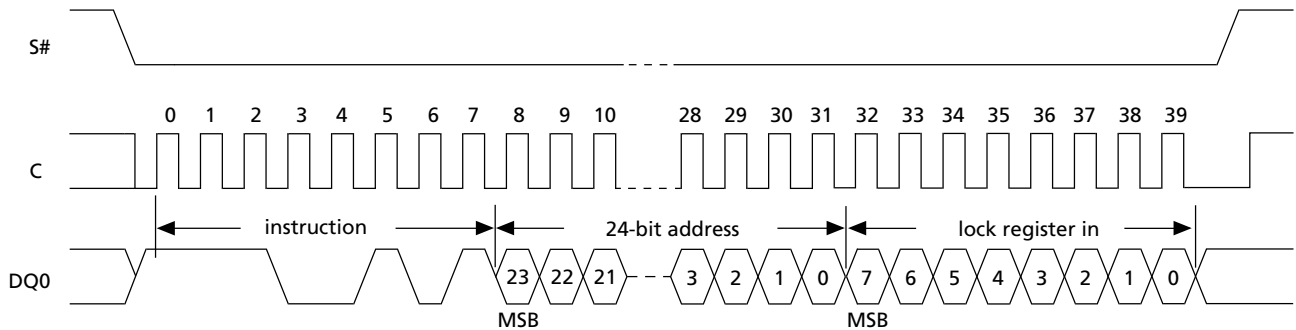 S#
0 1 2 3 4 5 6 7 8 9 10 28 29 30 31 32 33 34 35 36 37 38 39
C
instruction 24-bit address lock register in
DQ0 23 22 21 3 2 1 0 7 6 5 4 3 2 1 0
MSB MSB